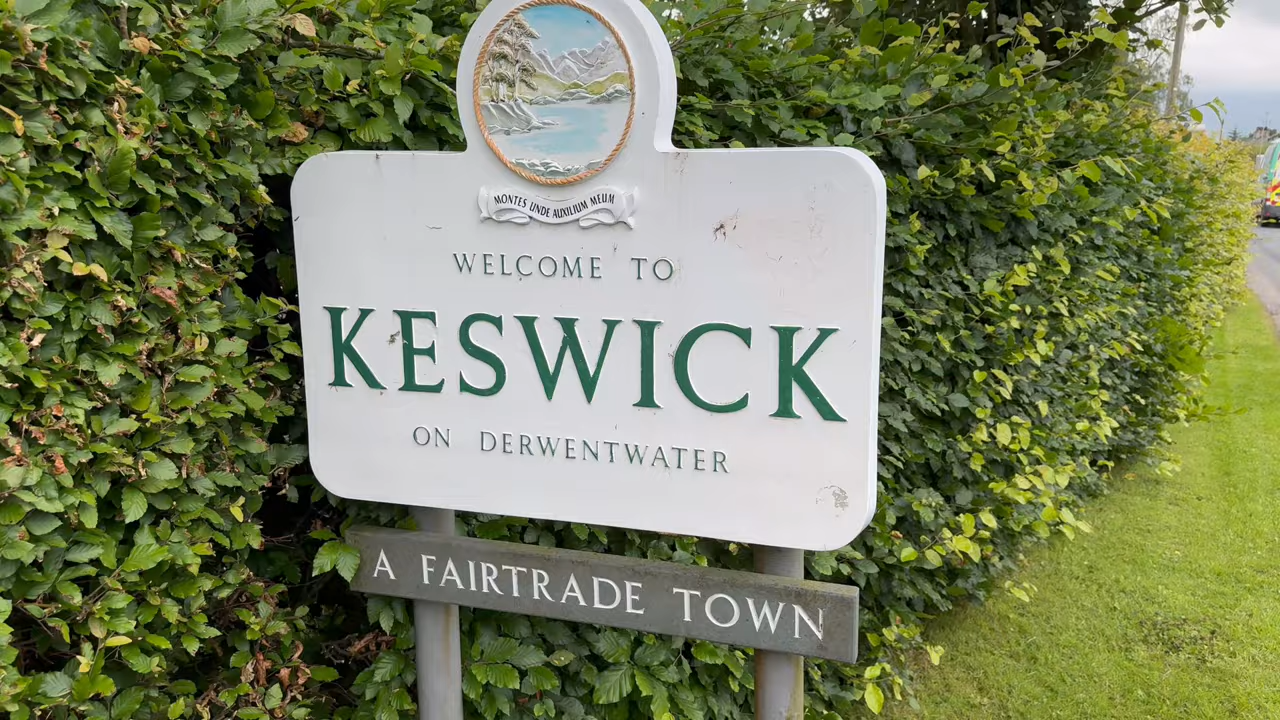 MONTES UNDE AUXILIUM MEUM
WELCOME TO
KESWICK
ON DERWENTWATER
A FAIRTRADE TOWN